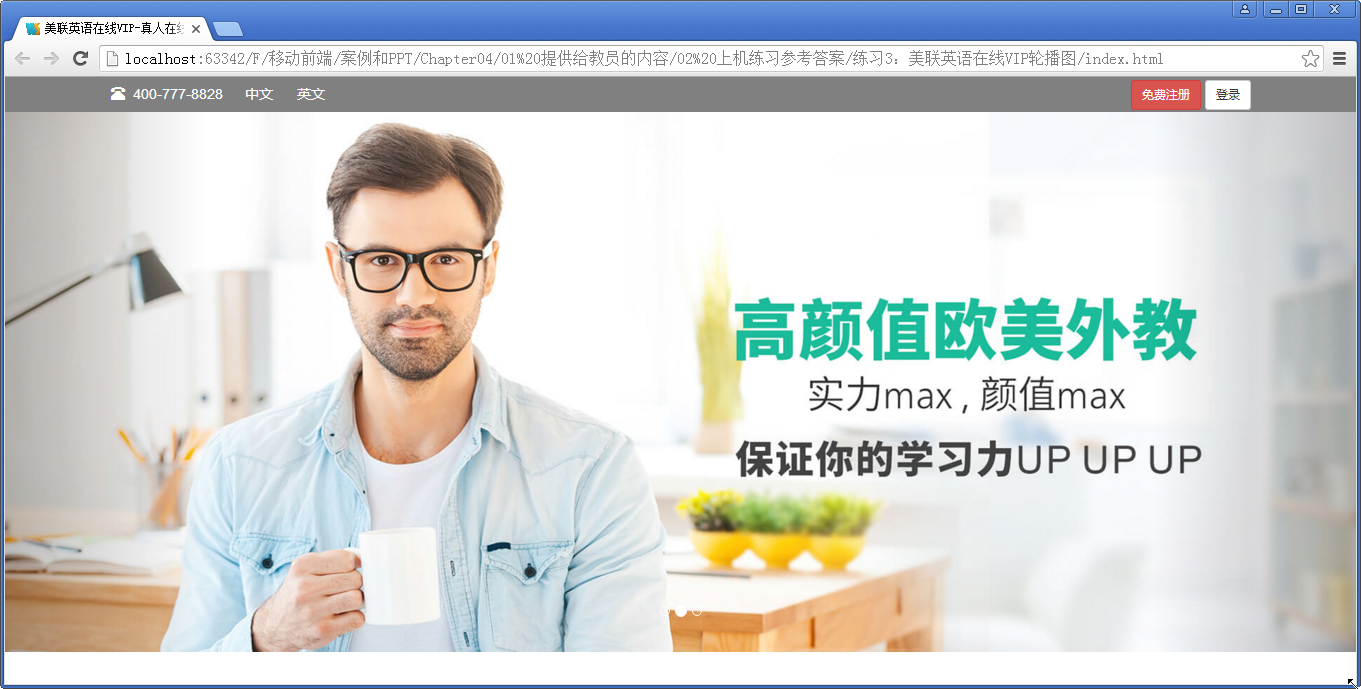 美联英语在线VIP-真人在线
localhost:63342/F/移动前端/案例和PPT/Chapter04/01%20提供给教员的内容/02%20上机练习参考答案/练习3：美联英语在线VIP轮播图/index.html
400-777-8828 中文 英文 免费注册 登录
高颜值欧美外教
实力max , 颜值max
保证你的学习力UP UP UP